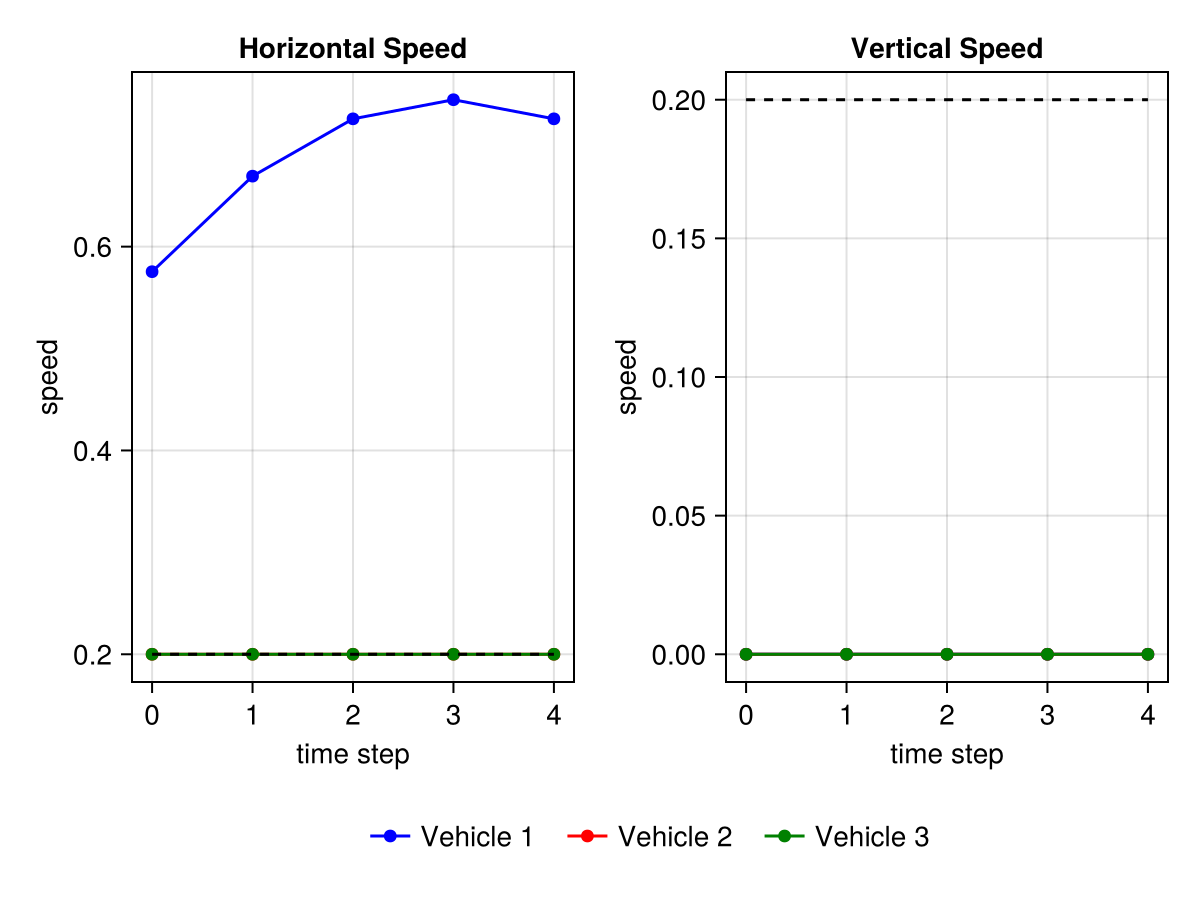 Horizontal Speed
0.6
0.4
0.2
speed
0 1 2 3 4
time step
Vertical Speed
0.20
0.15
0.10
0.05
0.00
speed
0 1 2 3 4
time step
Vehicle 1 Vehicle 2 Vehicle 3